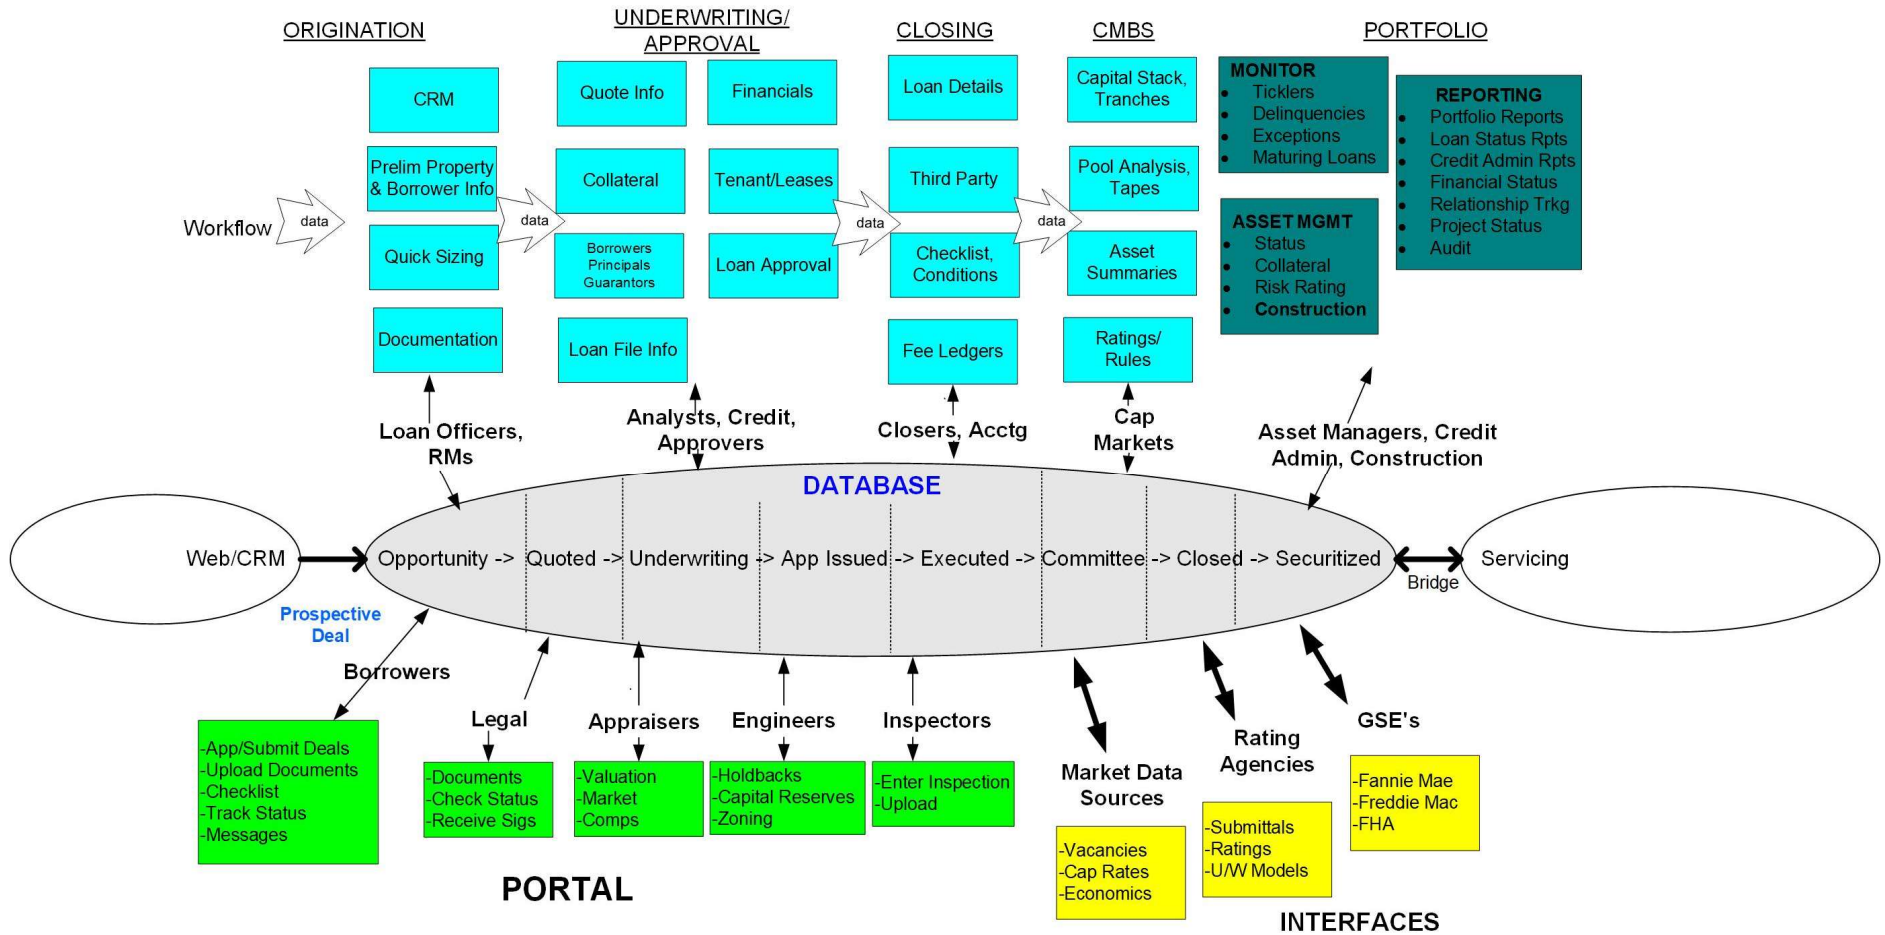 ORIGINATION
UNDERWRITING/
APPROVAL
CLOSING
CMBS
PORTFOLIO
Workflow
data
CRM
Prelim Property
& Borrower Info
Quick Sizing
Documentation
data
Quote Info
Collateral
Borrowers
Principals
Guarantors
Loan File Info
Financials
Tenant/Leases
Loan Approval
data
Loan Details
Third Party
Checklist,
Conditions
Fee Ledgers
data
Capital Stack,
Tranches
Pool Analysis,
Tapes
Asset
Summaries
Ratings/
Rules
MONITOR
• Ticklers
• Delinquencies
• Exceptions
• Maturing Loans
ASSET MGMT
• Status
• Collateral
• Risk Rating
• Construction
REPORTING
• Portfolio Reports
• Loan Status Rpts
• Credit Admin Rpts
• Financial Status
• Relationship Trkg
• Project Status
• Audit
Loan Officers,
RMs
Analysts, Credit,
Approvers
Closers, Acctg
Cap
Markets
Asset Managers, Credit
Admin, Construction
DATABASE
Web/CRM
Opportunity -> Quoted -> Underwriting -> App Issued -> Executed -> Committee -> Closed -> Securitized
Bridge
Servicing
Prospective
Deal
Borrowers
-App/Submit Deals
-Upload Documents
-Checklist
-Track Status
-Messages
Legal
-Documents
-Check Status
-Receive Sigs
Appraisers
-Valuation
-Market
-Comps
Engineers
-Holdbacks
-Capital Reserves
-Zoning
Inspectors
-Enter Inspection
-Upload
Market Data
Sources
-Vacancies
-Cap Rates
-Economics
Rating
Agencies
-Submittals
-Ratings
-U/W Models
GSE's
-Fannie Mae
-Freddie Mac
-FHA
PORTAL
INTERFACES